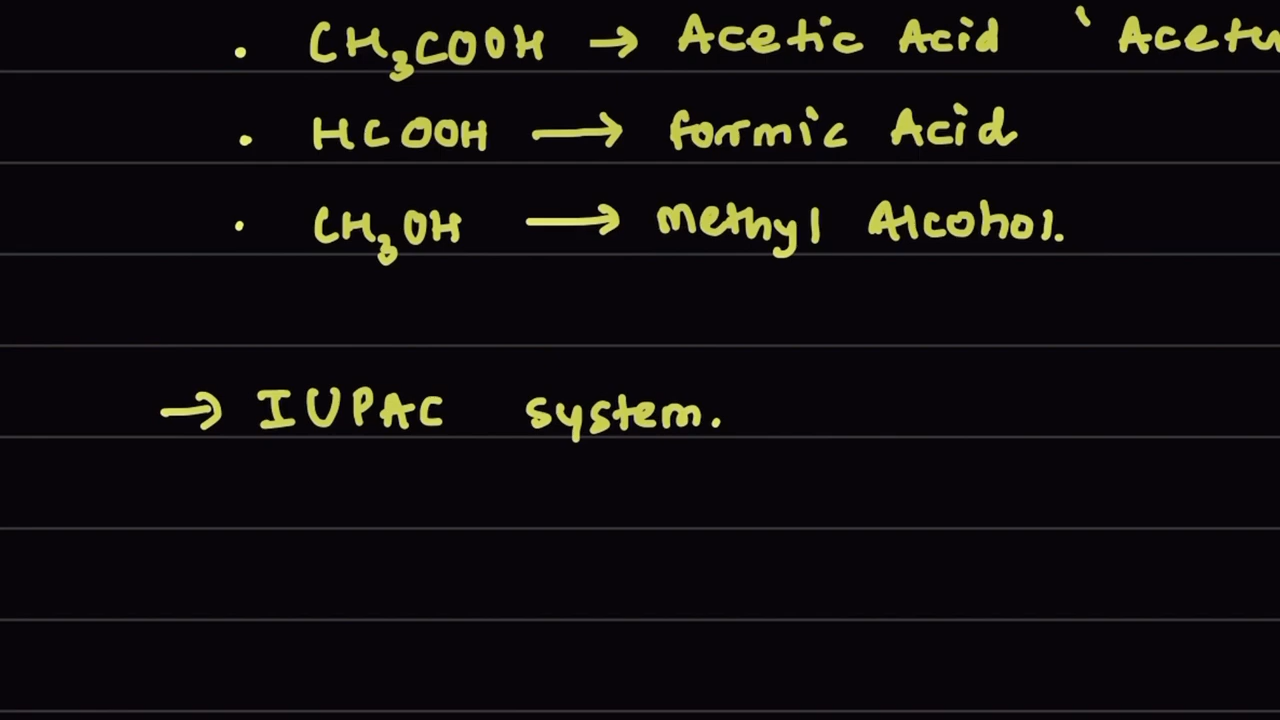 . CH₃COOH → Acetic Acid
. HCOOH → formic Acid
. CH₃OH → methyl Alcohol.
→ IUPAC system.